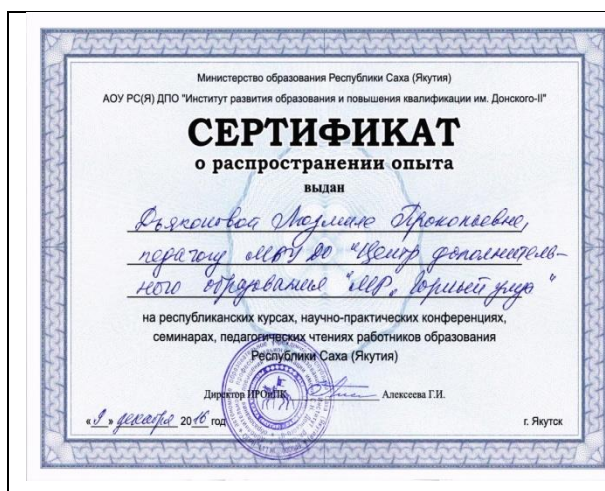 Министерство образования Республики Саха (Якутия)
АОУ РС(Я) ДПО "Институт развития образования и повышения квалификации им. Донского-II"
СЕРТИФИКАТ
о распространении опыта
выдан
Дьяконовой Людмиле Прокопьевне,
педагогу МБУ ДО "Центр дополнитель-
ного образования" МР "Горный улус"
на республиканских курсах, научно-практических конференциях,
семинарах, педагогических чтениях работников образования
Республики Саха (Якутия)
Директор ИРОиПК Алексеева Г.И.
« 9 » декабря 2016 год г. Якутск